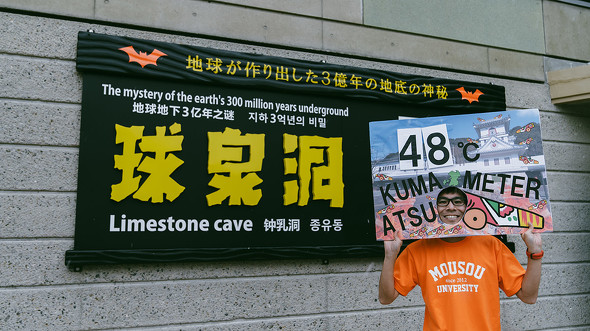 地球が作り出した3億年の地底の神秘
The mystery of the earth's 300 million years underground
地球地下3亿年之谜 지하 3억년의 비밀
球泉洞
Limestone cave 钟乳洞 종유동
48℃
KUMA METER
ATSU
MOUSOU
since 2012
UNIVERSITY